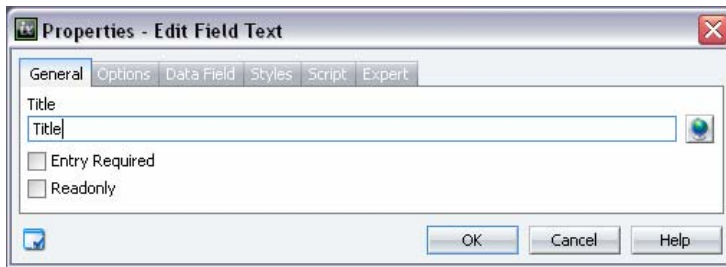 Properties - Edit Field Text
General Options Data Field Styles Script Expert
Title
Title
Entry Required
Readonly
OK Cancel Help